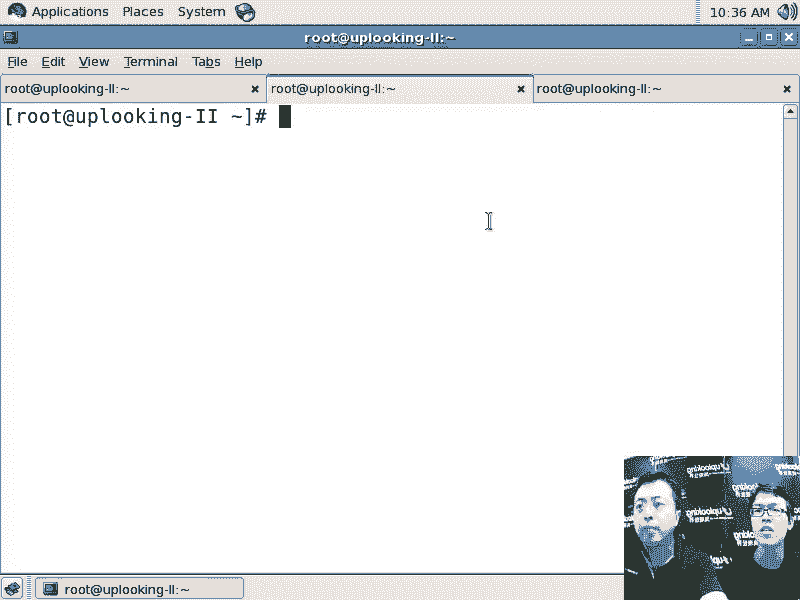 Applications Places System 10:36 AM
root@uplooking-II:~
File Edit View Terminal Tabs Help
root@uplooking-II:~ root@uplooking-II:~ root@uplooking-II:~
[root@uplooking-II ~]#
root@uplooking-II:~